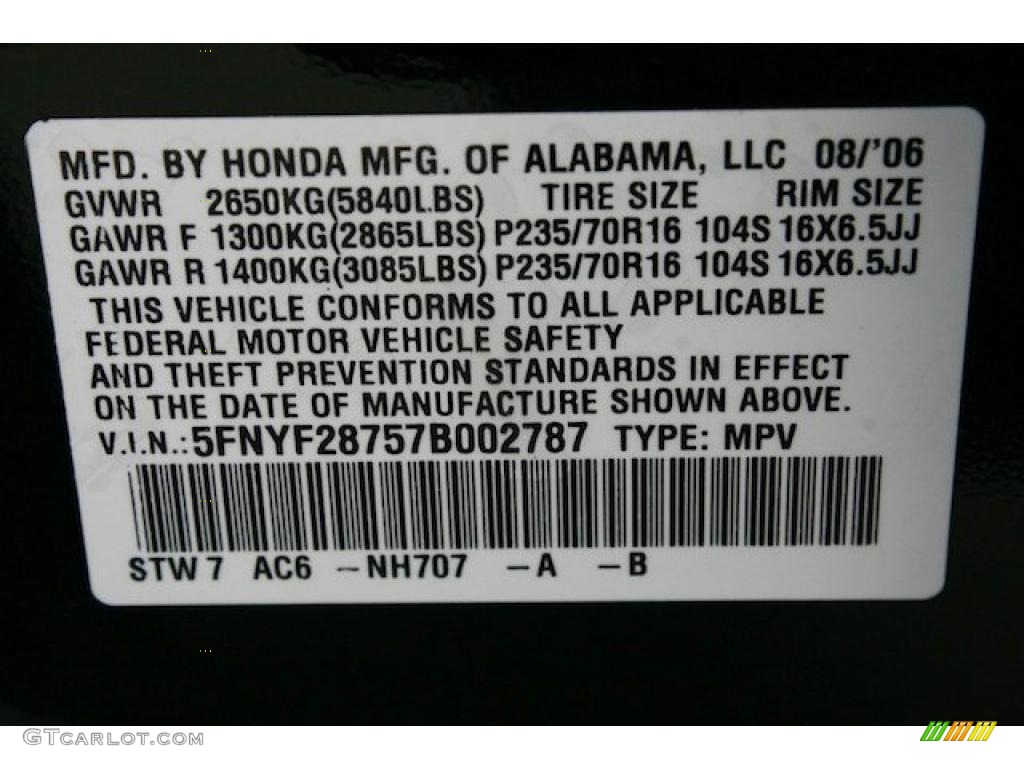 MFD. BY HONDA MFG. OF ALABAMA, LLC 08/'06
GVWR 2650KG(5840LBS) TIRE SIZE RIM SIZE
GAWR F 1300KG(2865LBS) P235/70R16 104S 16X6.5JJ
GAWR R 1400KG(3085LBS) P235/70R16 104S 16X6.5JJ
THIS VEHICLE CONFORMS TO ALL APPLICABLE
FEDERAL MOTOR VEHICLE SAFETY
AND THEFT PREVENTION STANDARDS IN EFFECT
ON THE DATE OF MANUFACTURE SHOWN ABOVE.
V.I.N.:5FNYF28757B002787 TYPE: MPV
STW7 AC6 –NH707 –A –B
GTCarLot.com